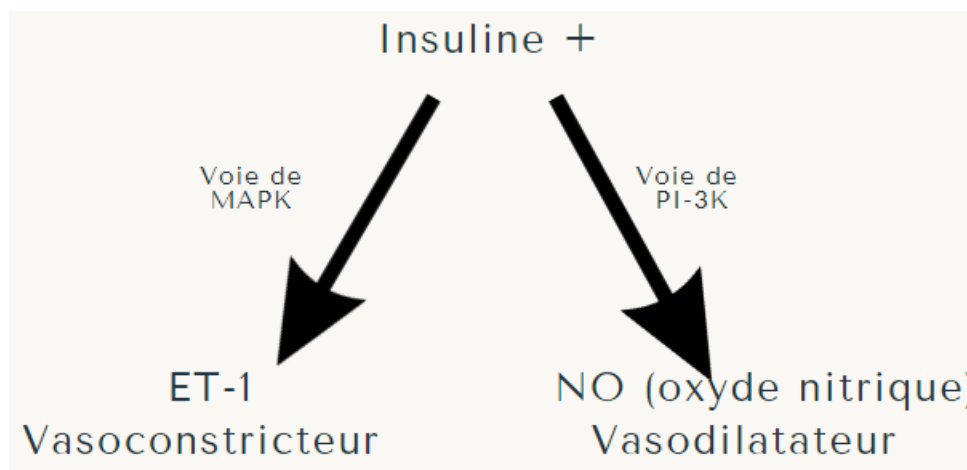 Insuline +
Voie de
MAPK
Voie de
PI-3K
ET-1
Vasoconstricteur
NO (oxyde nitrique)
Vasodilatateur